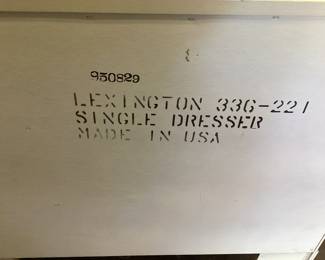 950829
LEXINGTON 336-221
SINGLE DRESSER
MADE IN USA